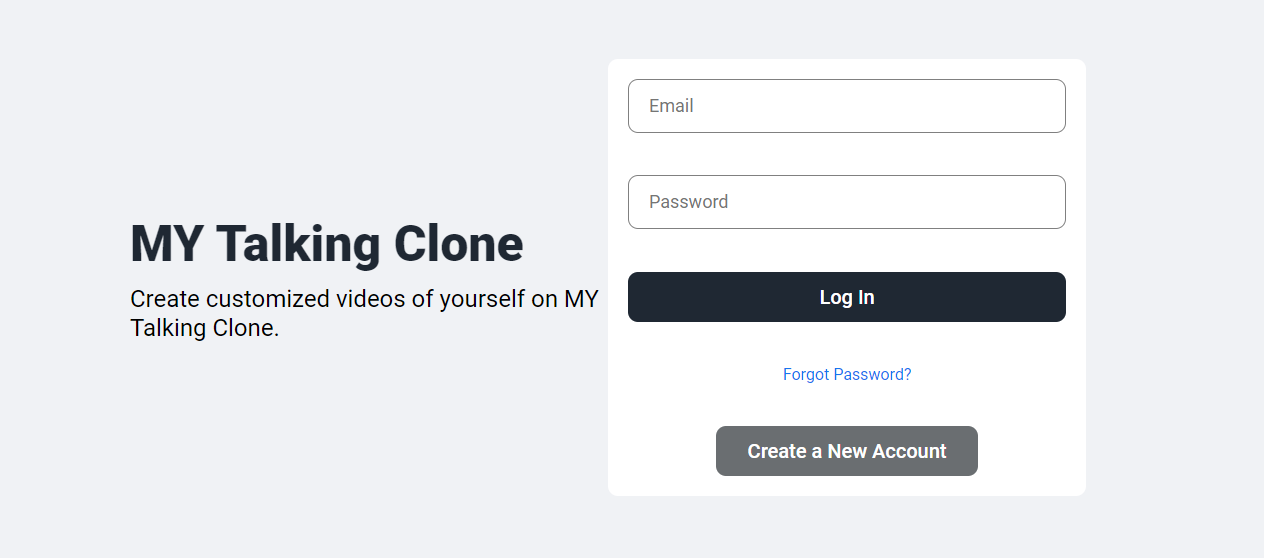 MY Talking Clone
Create customized videos of yourself on MY
Talking Clone.
Email
Password
Log In
Forgot Password?
Create a New Account